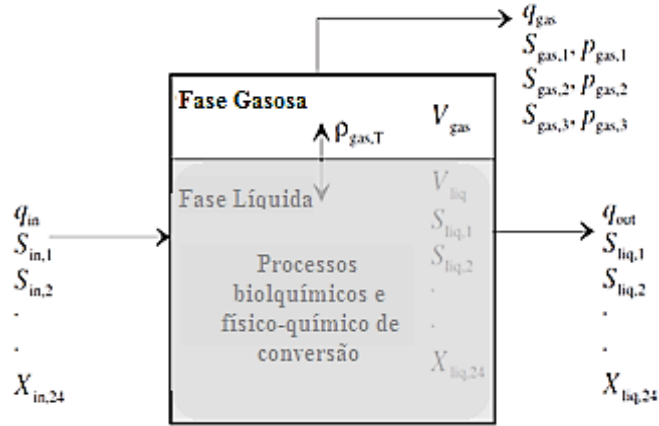 q_gas
S_gas,1, p_gas,1
S_gas,2, p_gas,2
S_gas,3, p_gas,3
Fase Gasosa
V_gas
ρ_gas,T
Fase Líquida
V_liq
S_liq,1
S_liq,2
.
.
X_liq,24
Processos
biolquímicos e
físico-químico de
conversão
q_in
S_in,1
S_in,2
.
.
X_in,24
q_out
S_liq,1
S_liq,2
.
.
X_liq,24